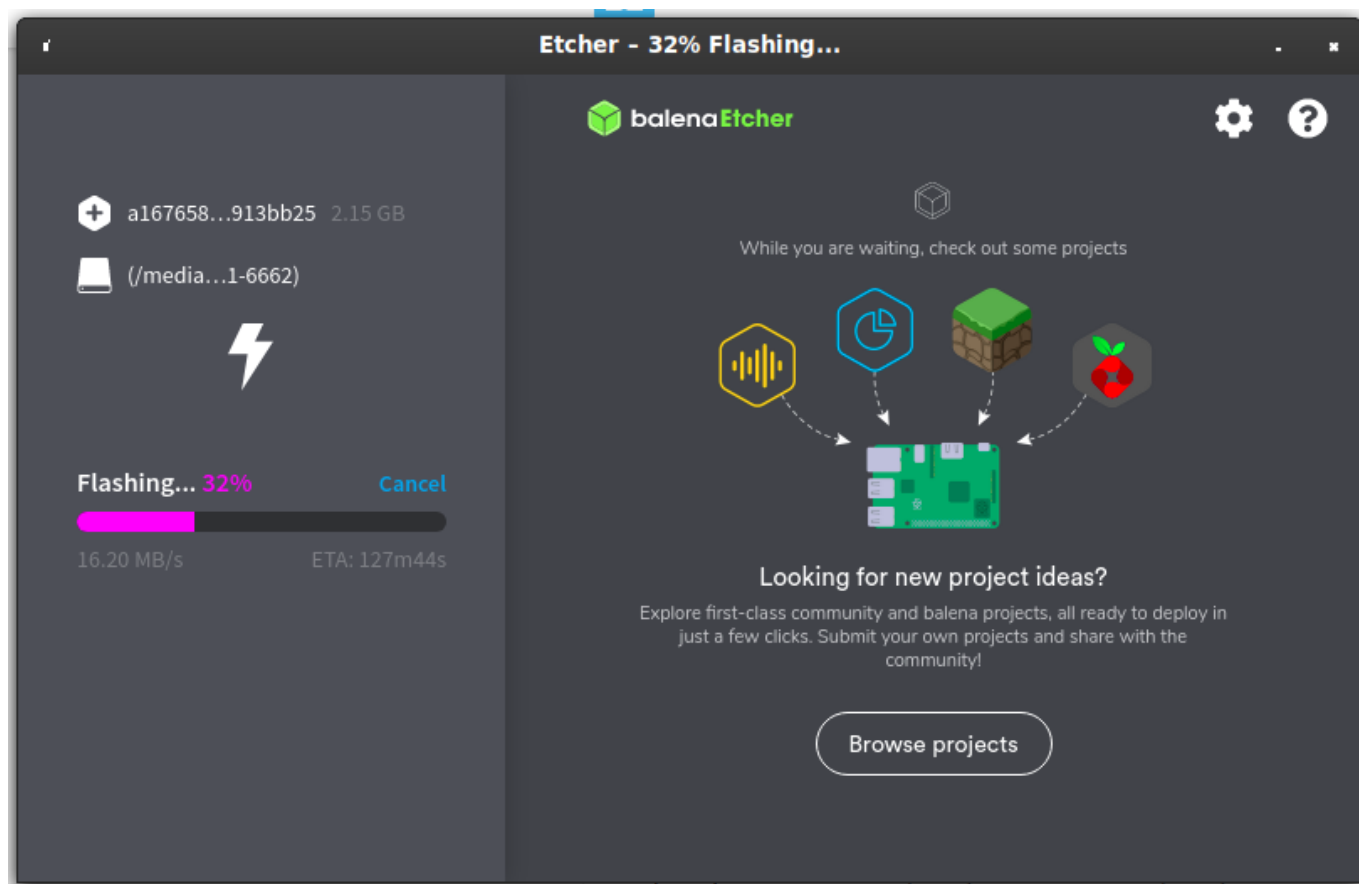 Etcher - 32% Flashing...
balenaEtcher
a167658...913bb25 2.15 GB
(/media...1-6662)
Flashing... 32% Cancel
16.20 MB/s ETA: 127m44s
While you are waiting, check out some projects
Looking for new project ideas?
Explore first-class community and balena projects, all ready to deploy in
just a few clicks. Submit your own projects and share with the
community!
Browse projects